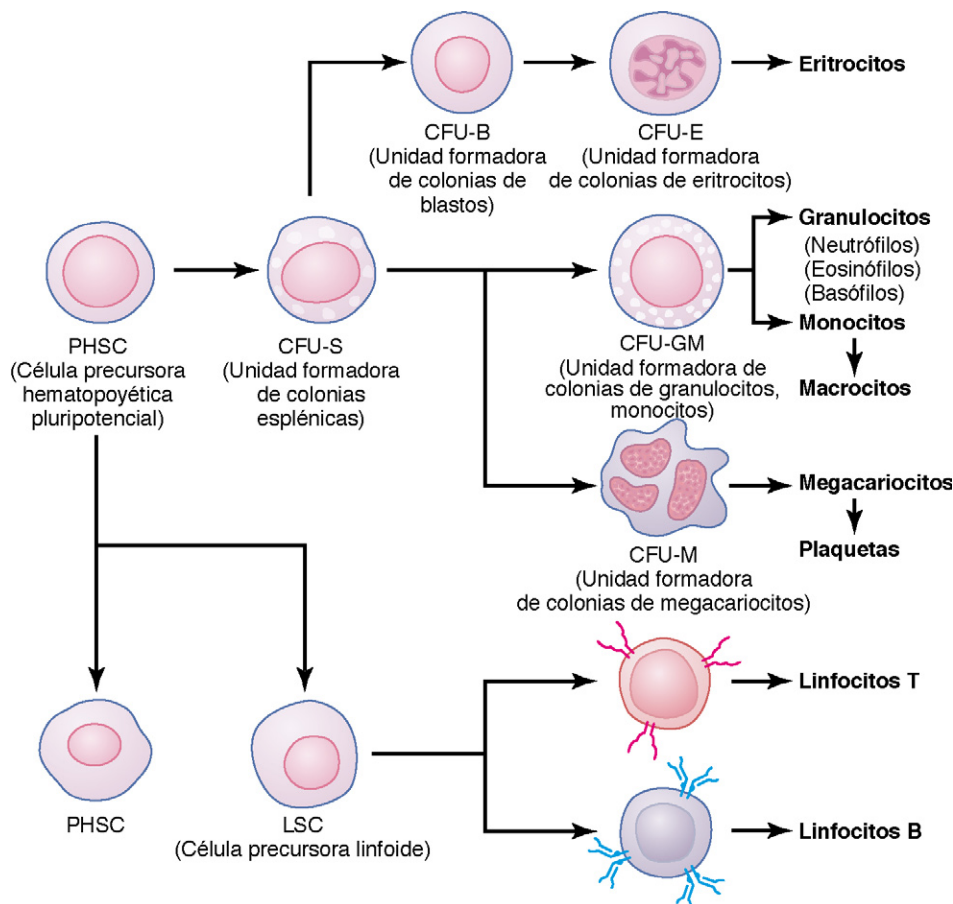 CFU-B
(Unidad formadora
de colonias de
blastos)
CFU-E
(Unidad formadora
de colonias de eritrocitos)
Eritrocitos
PHSC
(Célula precursora
hematopoyética
pluripotencial)
CFU-S
(Unidad formadora
de colonias
esplénicas)
CFU-GM
(Unidad formadora de
colonias de granulocitos,
monocitos)
Granulocitos
(Neutrófilos)
(Eosinófilos)
(Basófilos)
Monocitos
Macrocitos
CFU-M
(Unidad formadora
de colonias de megacariocitos)
Megacariocitos
Plaquetas
PHSC
LSC
(Célula precursora linfoide)
Linfocitos T
Linfocitos B